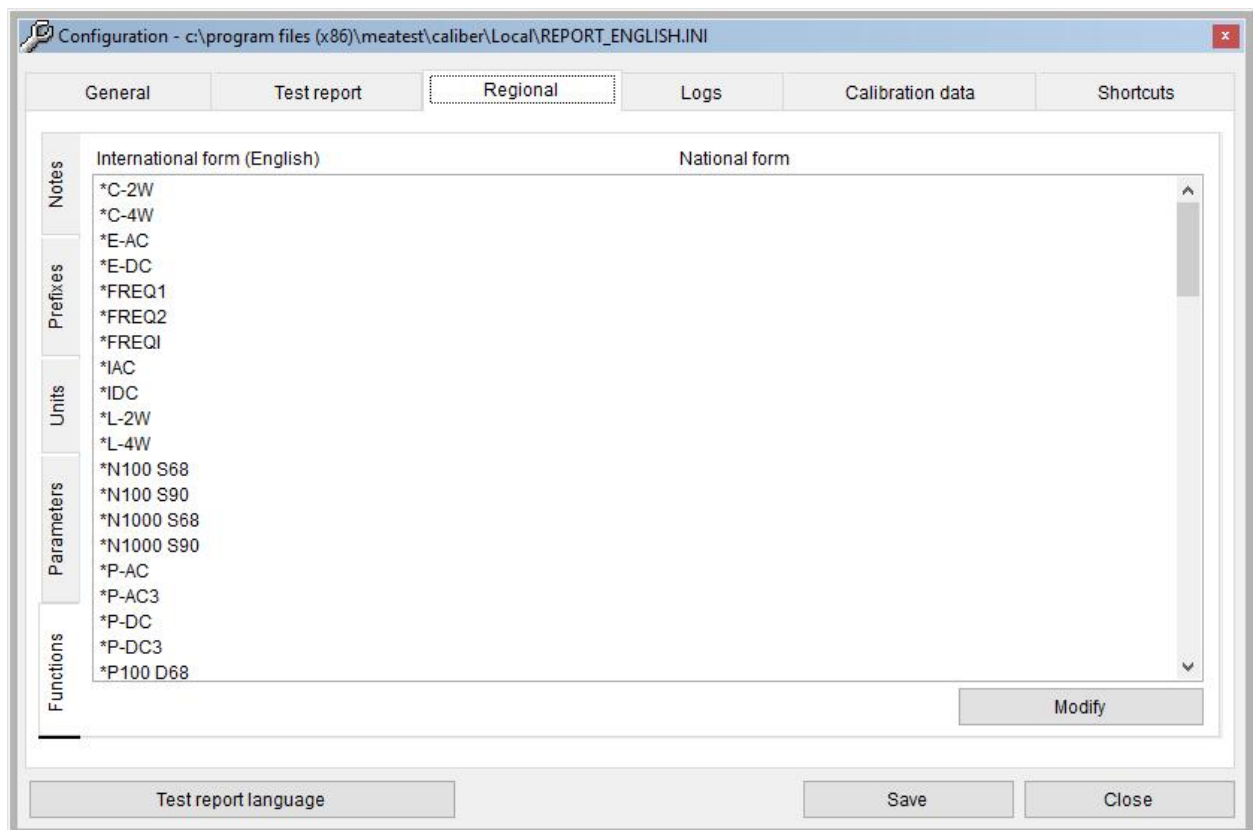 Configuration - c:\program files (x86)\meatest\caliber\Local\REPORT_ENGLISH.INI
x
General Test report Regional Logs Calibration data Shortcuts
Notes
Prefixes
Units
Parameters
Functions
International form (English) National form
*C-2W
*C-4W
*E-AC
*E-DC
*FREQ1
*FREQ2
*FREQI
*IAC
*IDC
*L-2W
*L-4W
*N100 S68
*N100 S90
*N1000 S68
*N1000 S90
*P-AC
*P-AC3
*P-DC
*P-DC3
*P100 D68
Modify
Test report language Save Close